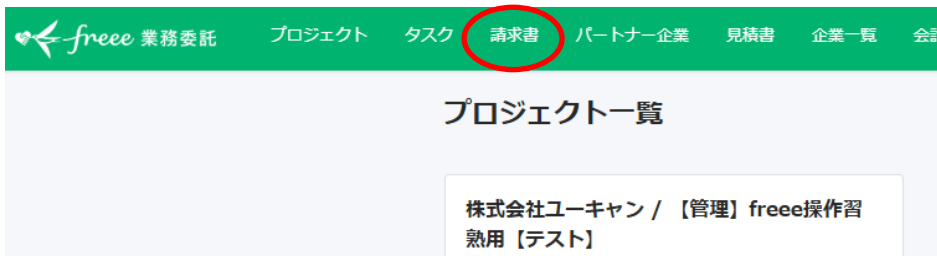 freee 業務委託 プロジェクト タスク 請求書 パートナー企業 見積書 企業一覧
プロジェクト一覧
株式会社ユーキャン / 【管理】freee操作習
熟用【テスト】